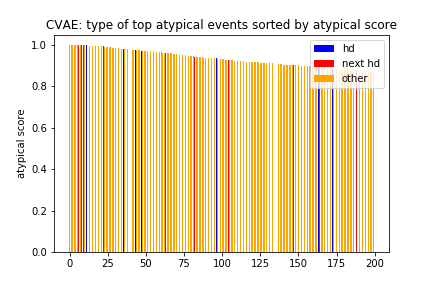 CVAE: type of top atypical events sorted by atypical score
1.0
0.8
0.6
0.4
0.2
0.0
atypical score
hd
next hd
other
0 25 50 75 100 125 150 175 200